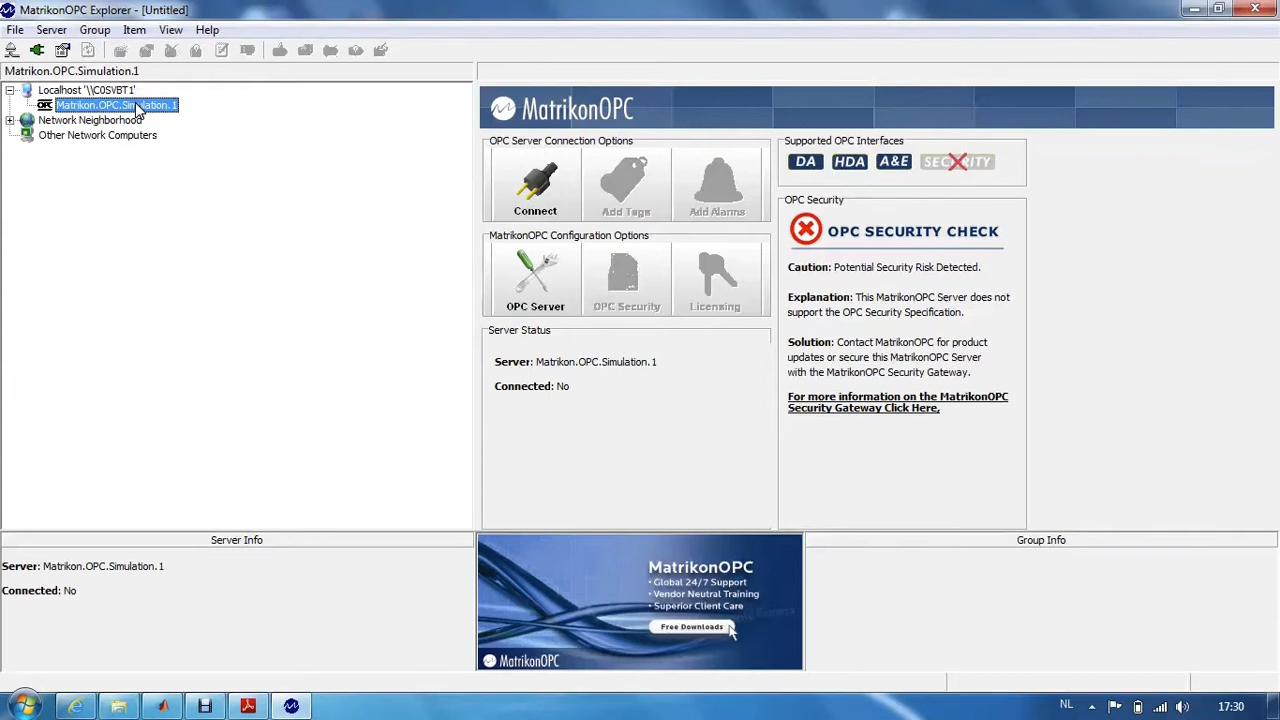 MatrikonOPC Explorer - [Untitled]
File Server Group Item View Help
Matrikon.OPC.Simulation.1
Localhost '\\C0SVBT1'
OPC Matrikon.OPC.Simulation.1
Network Neighborhood
Other Network Computers
MatrikonOPC
OPC Server Connection Options
Connect
Add Tags
Add Alarms
MatrikonOPC Configuration Options
OPC Server
OPC Security
Licensing
Server Status
Server: Matrikon.OPC.Simulation.1
Connected: No
Supported OPC Interfaces
DA HDA A&E SECURITY
OPC Security
OPC SECURITY CHECK
Caution: Potential Security Risk Detected.
Explanation: This MatrikonOPC Server does not
support the OPC Security Specification.
Solution: Contact MatrikonOPC for product
updates or secure this MatrikonOPC Server
with the MatrikonOPC Security Gateway.
For more information on the MatrikonOPC
Security Gateway Click Here,
Server Info
Server: Matrikon.OPC.Simulation.1
Connected: No
MatrikonOPC
• Global 24/7 Support
• Vendor Neutral Training
• Superior Client Care
Free Downloads
MatrikonOPC
Group Info
NL
17:30